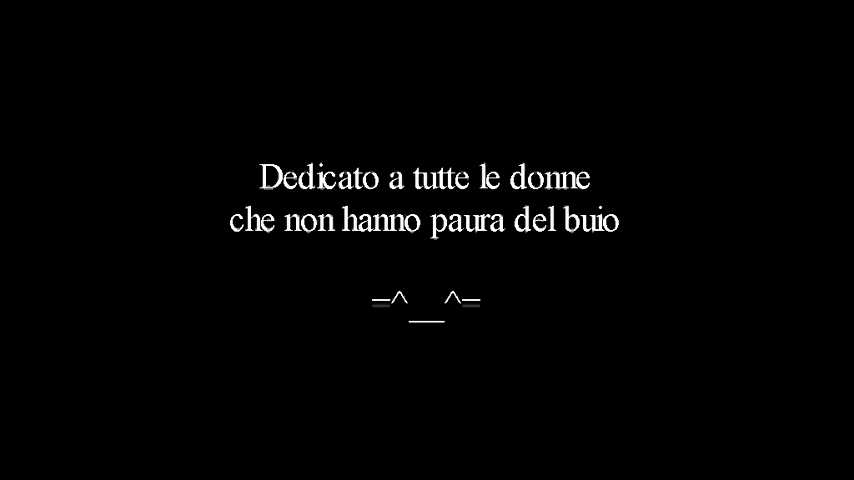 Dedicato a tutte le donne
che non hanno paura del buio
=^__^=